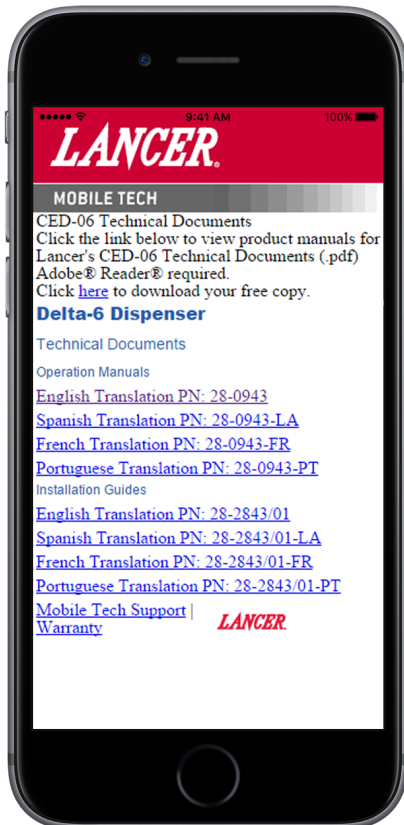 9:41 AM
100%
LANCER®
MOBILE TECH
CED-06 Technical Documents
Click the link below to view product manuals for
Lancer's CED-06 Technical Documents (.pdf)
Adobe® Reader® required.
Click here to download your free copy.
Delta-6 Dispenser
Technical Documents
Operation Manuals
English Translation PN: 28-0943
Spanish Translation PN: 28-0943-LA
French Translation PN: 28-0943-FR
Portuguese Translation PN: 28-0943-PT
Installation Guides
English Translation PN: 28-2843/01
Spanish Translation PN: 28-2843/01-LA
French Translation PN: 28-2843/01-FR
Portuguese Translation PN: 28-2843/01-PT
Mobile Tech Support |
Warranty
LANCER